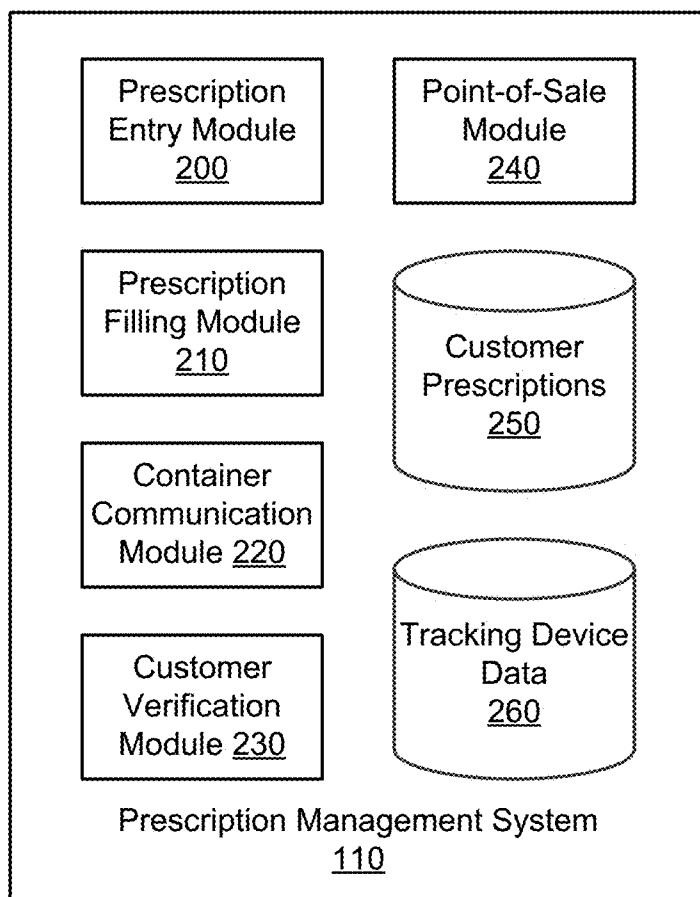 Prescription
Entry Module
200
Point-of-Sale
Module
240
Prescription
Filling Module
210
Customer
Prescriptions
250
Container
Communication
Module 220
Tracking Device
Data
260
Customer
Verification
Module 230
Prescription Management System
110